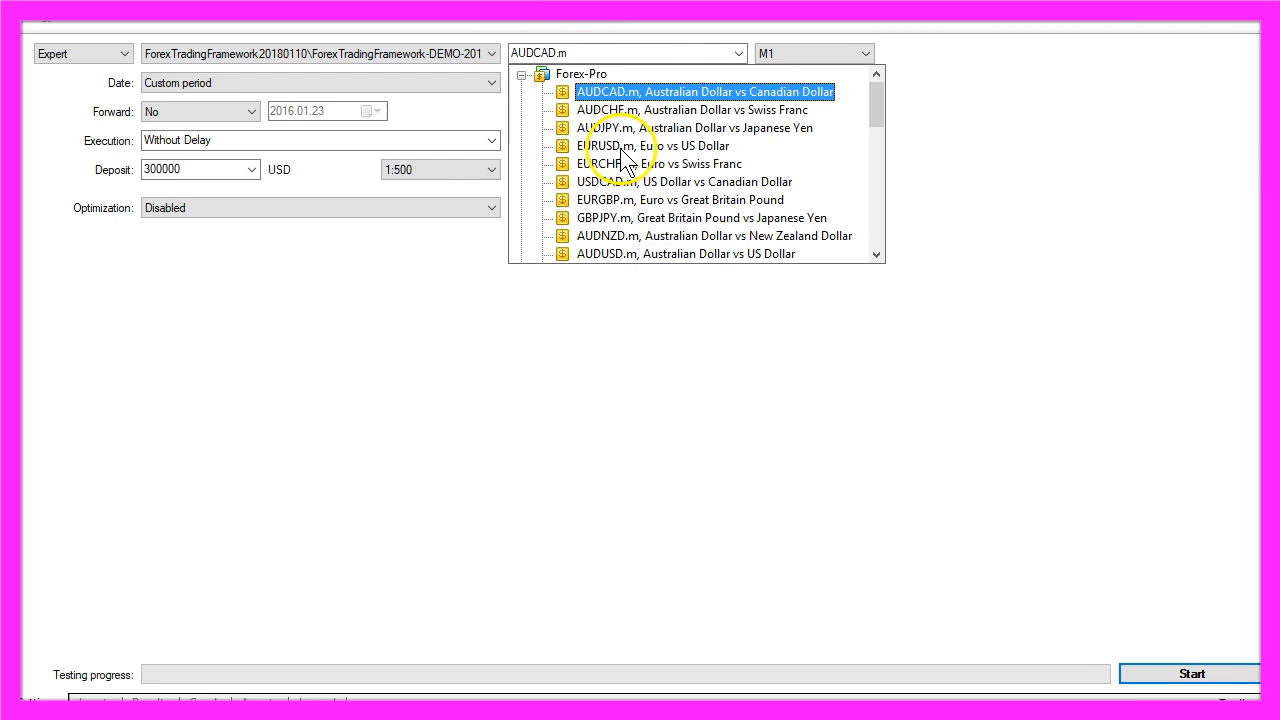 Expert ForexTradingFramework20180110\ForexTradingFramework-DEMO-201 AUDCAD.m M1
Date: Custom period
Forward: No 2016.01.23
Execution: Without Delay
Deposit: 300000 USD 1:500
Optimization: Disabled
Forex-Pro
AUDCAD.m, Australian Dollar vs Canadian Dollar
AUDCHF.m, Australian Dollar vs Swiss Franc
AUDJPY.m, Australian Dollar vs Japanese Yen
EURUSD.m, Euro vs US Dollar
EURCHF.m, Euro vs Swiss Franc
USDCAD.m, US Dollar vs Canadian Dollar
EURGBP.m, Euro vs Great Britain Pound
GBPJPY.m, Great Britain Pound vs Japanese Yen
AUDNZD.m, Australian Dollar vs New Zealand Dollar
AUDUSD.m, Australian Dollar vs US Dollar
Testing progress: Start